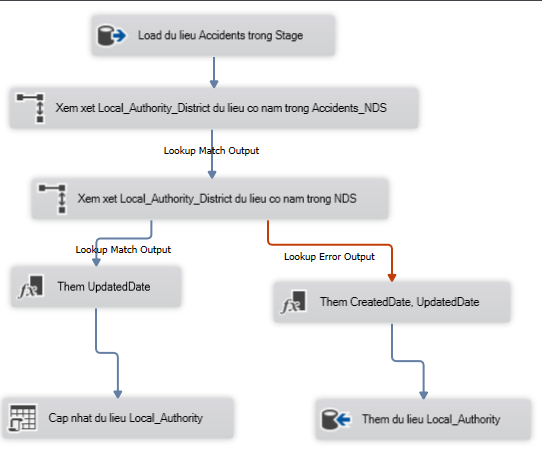 Load du lieu Accidents trong Stage
Xem xet Local_Authority_District du lieu co nam trong Accidents_NDS
Lookup Match Output
Xem xet Local_Authority_District du lieu co nam trong NDS
Lookup Match Output
Lookup Error Output
fx Them UpdatedDate
fx Them CreatedDate, UpdatedDate
Cap nhat du lieu Local_Authority
Them du lieu Local_Authority